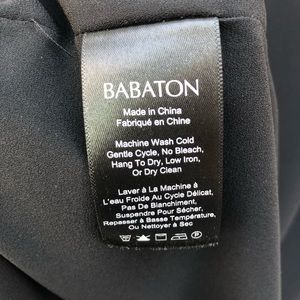 BABATON
Made in China
Fabriqué en Chine
Machine Wash Cold
Gentle Cycle, No Bleach,
Hang To Dry, Low Iron,
Or Dry Clean
Laver à La Machine à
L'eau Froide Au Cycle Délicat,
Pas De Blanchiment,
Suspendre Pour Sécher,
Repasser à Basse Température,
Ou Nettoyer à Sec